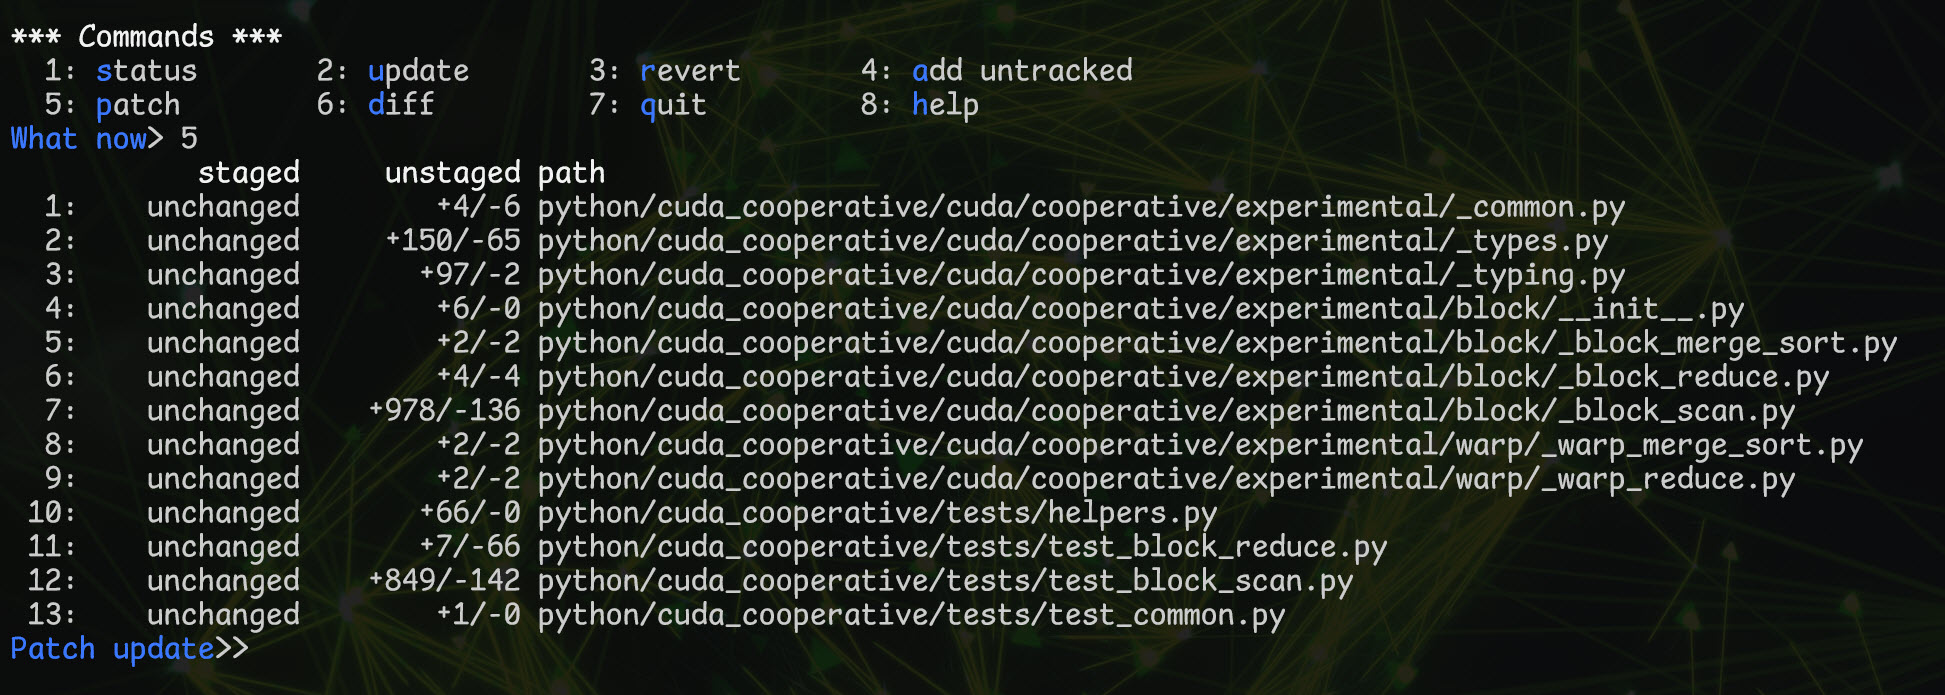 *** Commands ***
  1: status       2: update       3: revert       4: add untracked
  5: patch        6: diff         7: quit         8: help
What now> 5
           staged     unstaged path
  1:    unchanged        +4/-6 python/cuda_cooperative/cuda/cooperative/experimental/_common.py
  2:    unchanged     +150/-65 python/cuda_cooperative/cuda/cooperative/experimental/_types.py
  3:    unchanged       +97/-2 python/cuda_cooperative/cuda/cooperative/experimental/_typing.py
  4:    unchanged        +6/-0 python/cuda_cooperative/cuda/cooperative/experimental/block/__init__.py
  5:    unchanged        +2/-2 python/cuda_cooperative/cuda/cooperative/experimental/block/_block_merge_sort.py
  6:    unchanged        +4/-4 python/cuda_cooperative/cuda/cooperative/experimental/block/_block_reduce.py
  7:    unchanged    +978/-136 python/cuda_cooperative/cuda/cooperative/experimental/block/_block_scan.py
  8:    unchanged        +2/-2 python/cuda_cooperative/cuda/cooperative/experimental/warp/_warp_merge_sort.py
  9:    unchanged        +2/-2 python/cuda_cooperative/cuda/cooperative/experimental/warp/_warp_reduce.py
 10:    unchanged       +66/-0 python/cuda_cooperative/tests/helpers.py
 11:    unchanged       +7/-66 python/cuda_cooperative/tests/test_block_reduce.py
 12:    unchanged    +849/-142 python/cuda_cooperative/tests/test_block_scan.py
 13:    unchanged        +1/-0 python/cuda_cooperative/tests/test_common.py
Patch update>>